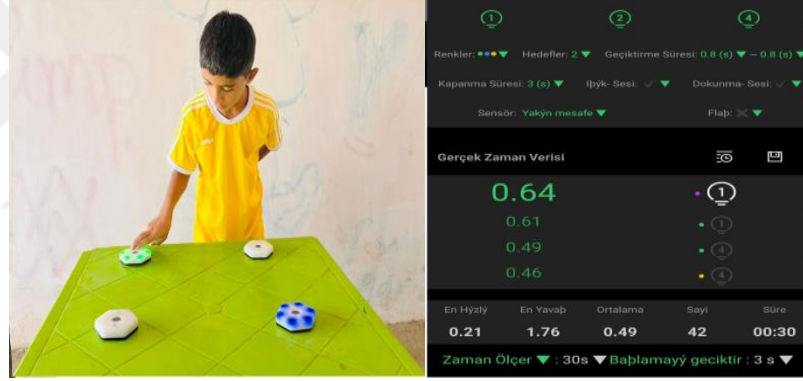 1 2 4
Renkler: Hedefler: 2 Geçiktirme Süresi: 0.8 (s) – 0.8 (s)
Kapanma Süresi: 3 (s) Iþýk- Sesi: Dokunma- Sesi:
Sensör: Yakýn mesafe Flaþ:
Gerçek Zaman Verisi
0.64 1
0.61 1
0.49 4
0.46 4
En Hýzlý En Yavaþ Ortalama Sayi Süre
0.21 1.76 0.49 42 00:30
Zaman Ölçer : 30s Baþlamayý geciktir : 3 s